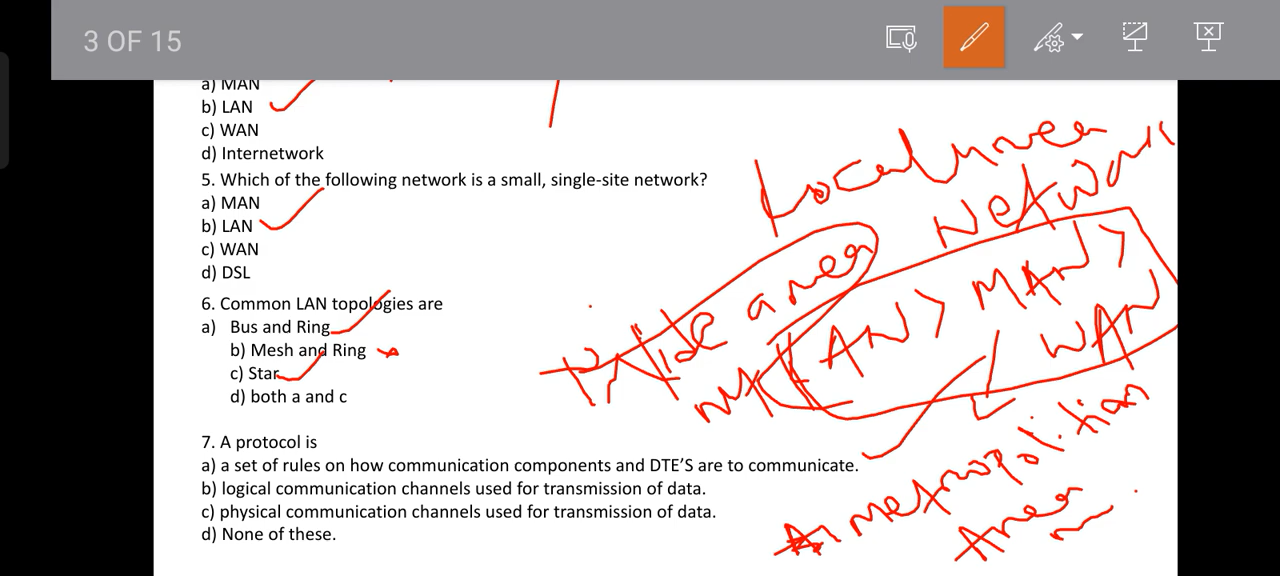 3 OF 15
a) MAN
b) LAN
c) WAN
d) Internetwork
5. Which of the following network is a small, single-site network?
a) MAN
b) LAN
c) WAN
d) DSL
6. Common LAN topologies are
a) Bus and Ring
b) Mesh and Ring
c) Star
d) both a and c
7. A protocol is
a) a set of rules on how communication components and DTE'S are to communicate.
b) logical communication channels used for transmission of data.
c) physical communication channels used for transmission of data.
d) None of these.
Local
Network
Wide area
MAN >
WAN
metropolitian
Area